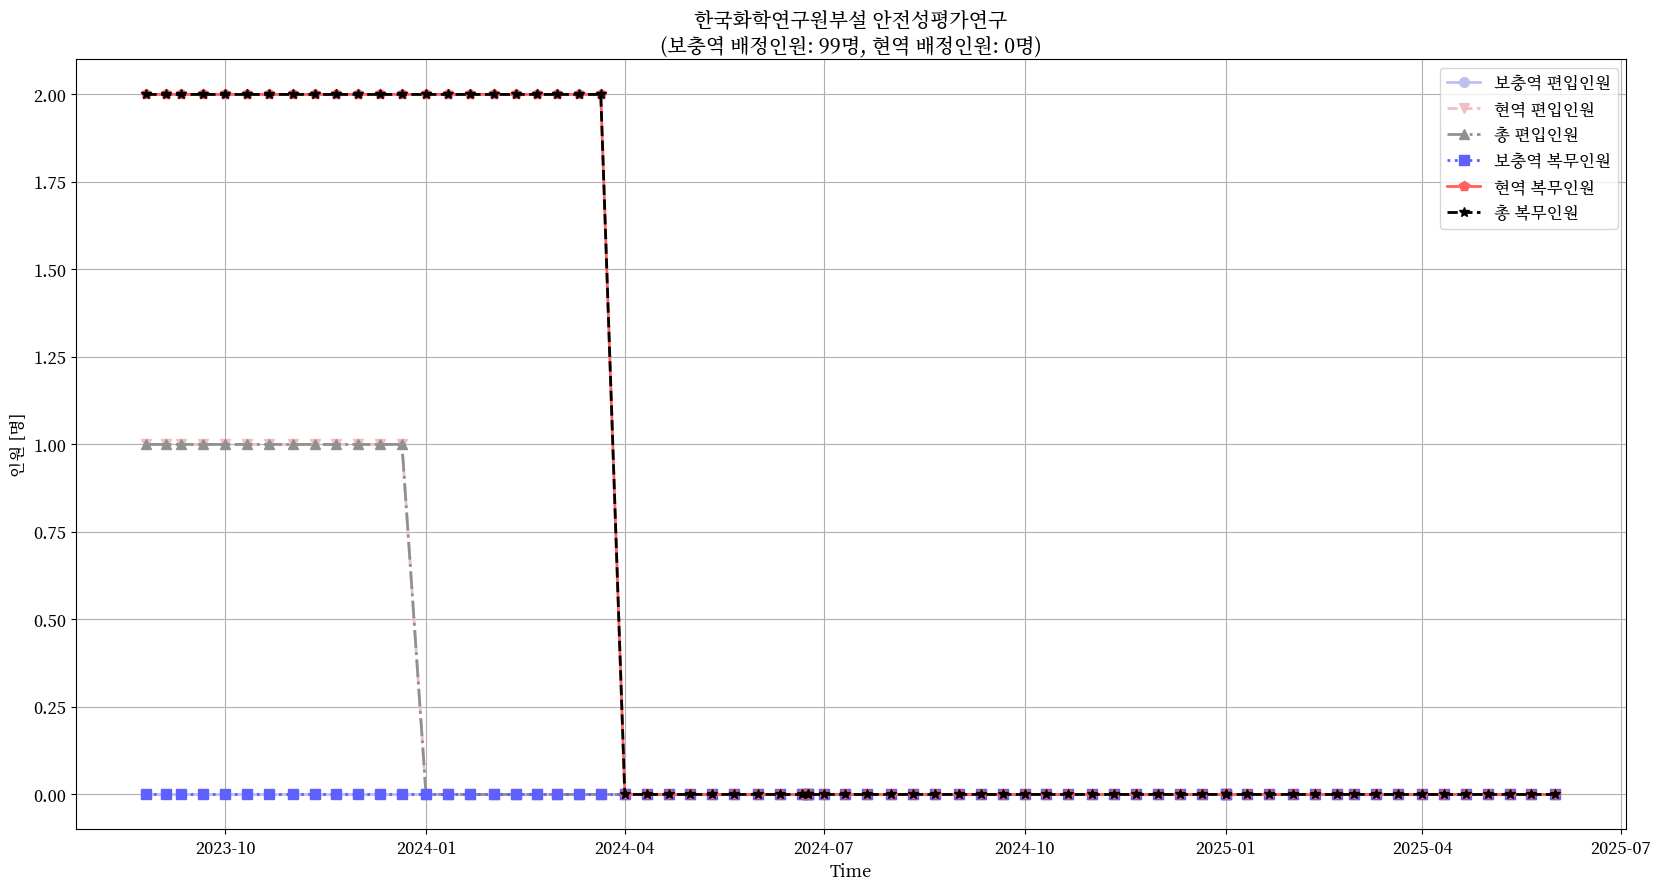 한국화학연구원부설 안전성평가연구
(보충역 배정인원: 99명, 현역 배정인원: 0명)
보충역 편입인원
현역 편입인원
총 편입인원
보충역 복무인원
현역 복무인원
총 복무인원
인원 [명]
2.00
1.75
1.50
1.25
1.00
0.75
0.50
0.25
0.00
2023-10
2024-01
2024-04
2024-07
2024-10
2025-01
2025-04
2025-07
Time